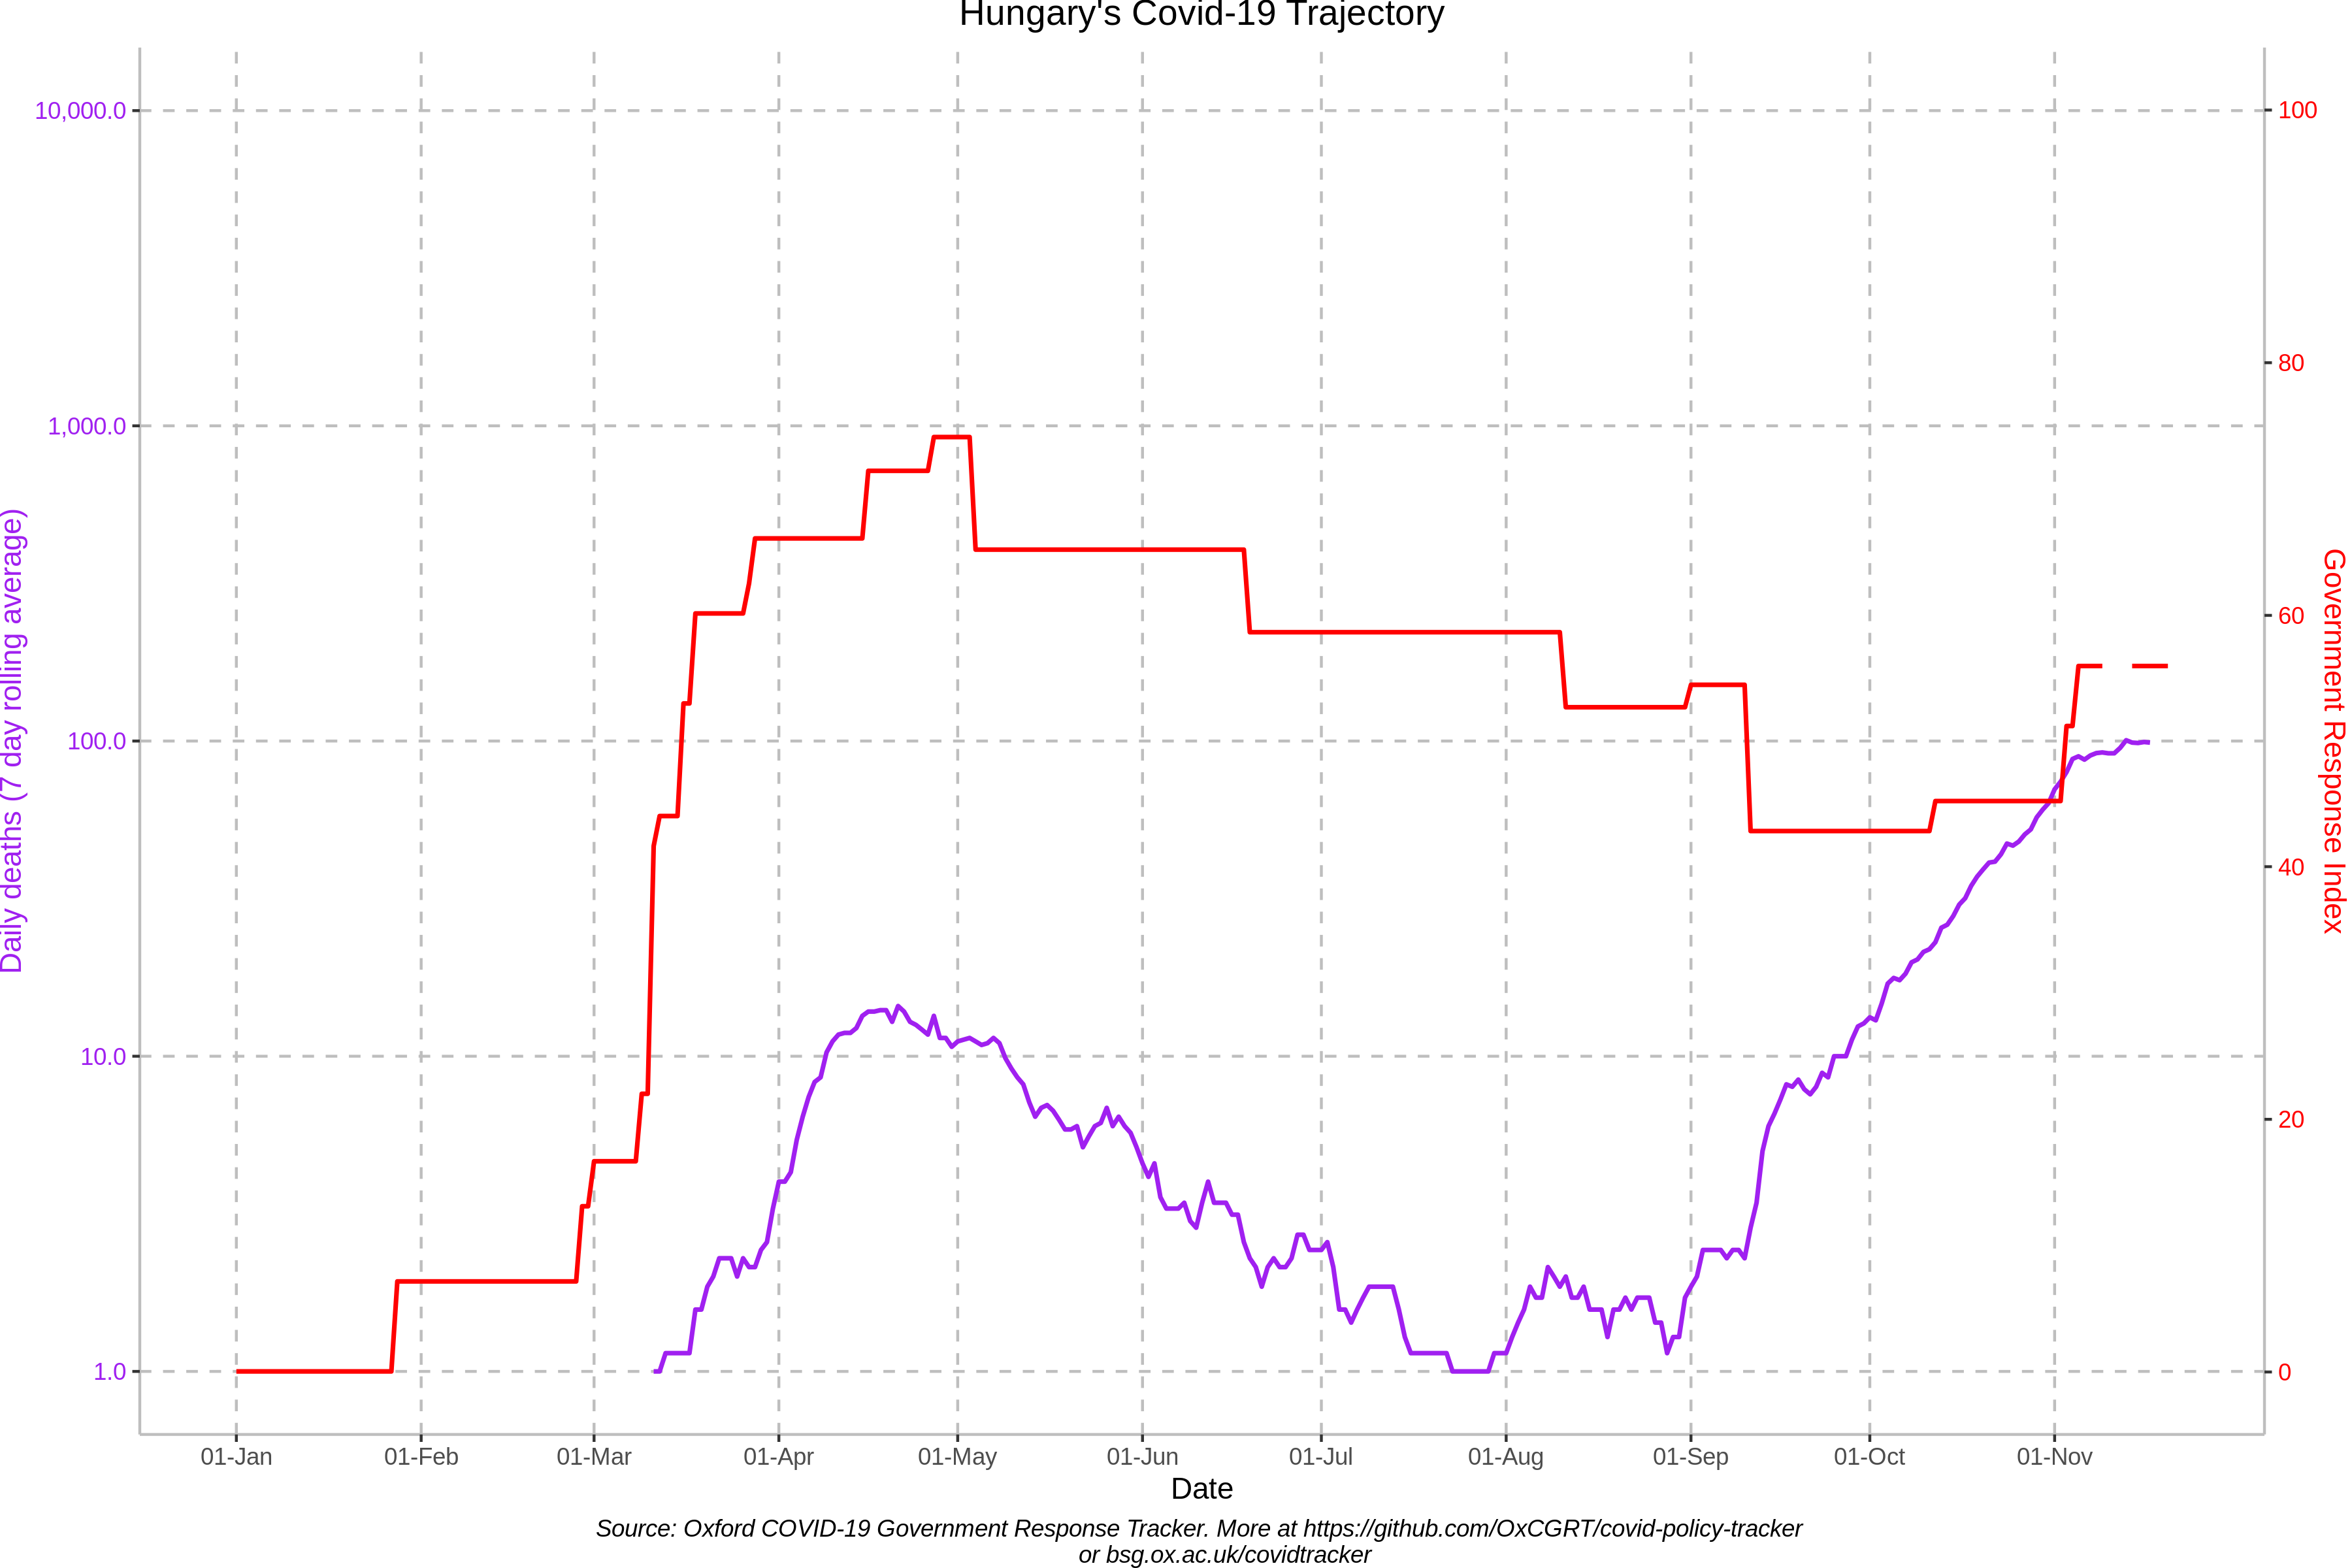 Hungary's Covid-19 Trajectory
10,000.0
1,000.0
100.0
10.0
1.0
Daily deaths (7 day rolling average)
100
80
60
40
20
0
Government Response Index
01-Jan
01-Feb
01-Mar
01-Apr
01-May
01-Jun
01-Jul
01-Aug
01-Sep
01-Oct
01-Nov
Date
Source: Oxford COVID-19 Government Response Tracker. More at https://github.com/OxCGRT/covid-policy-tracker
or bsg.ox.ac.uk/covidtracker